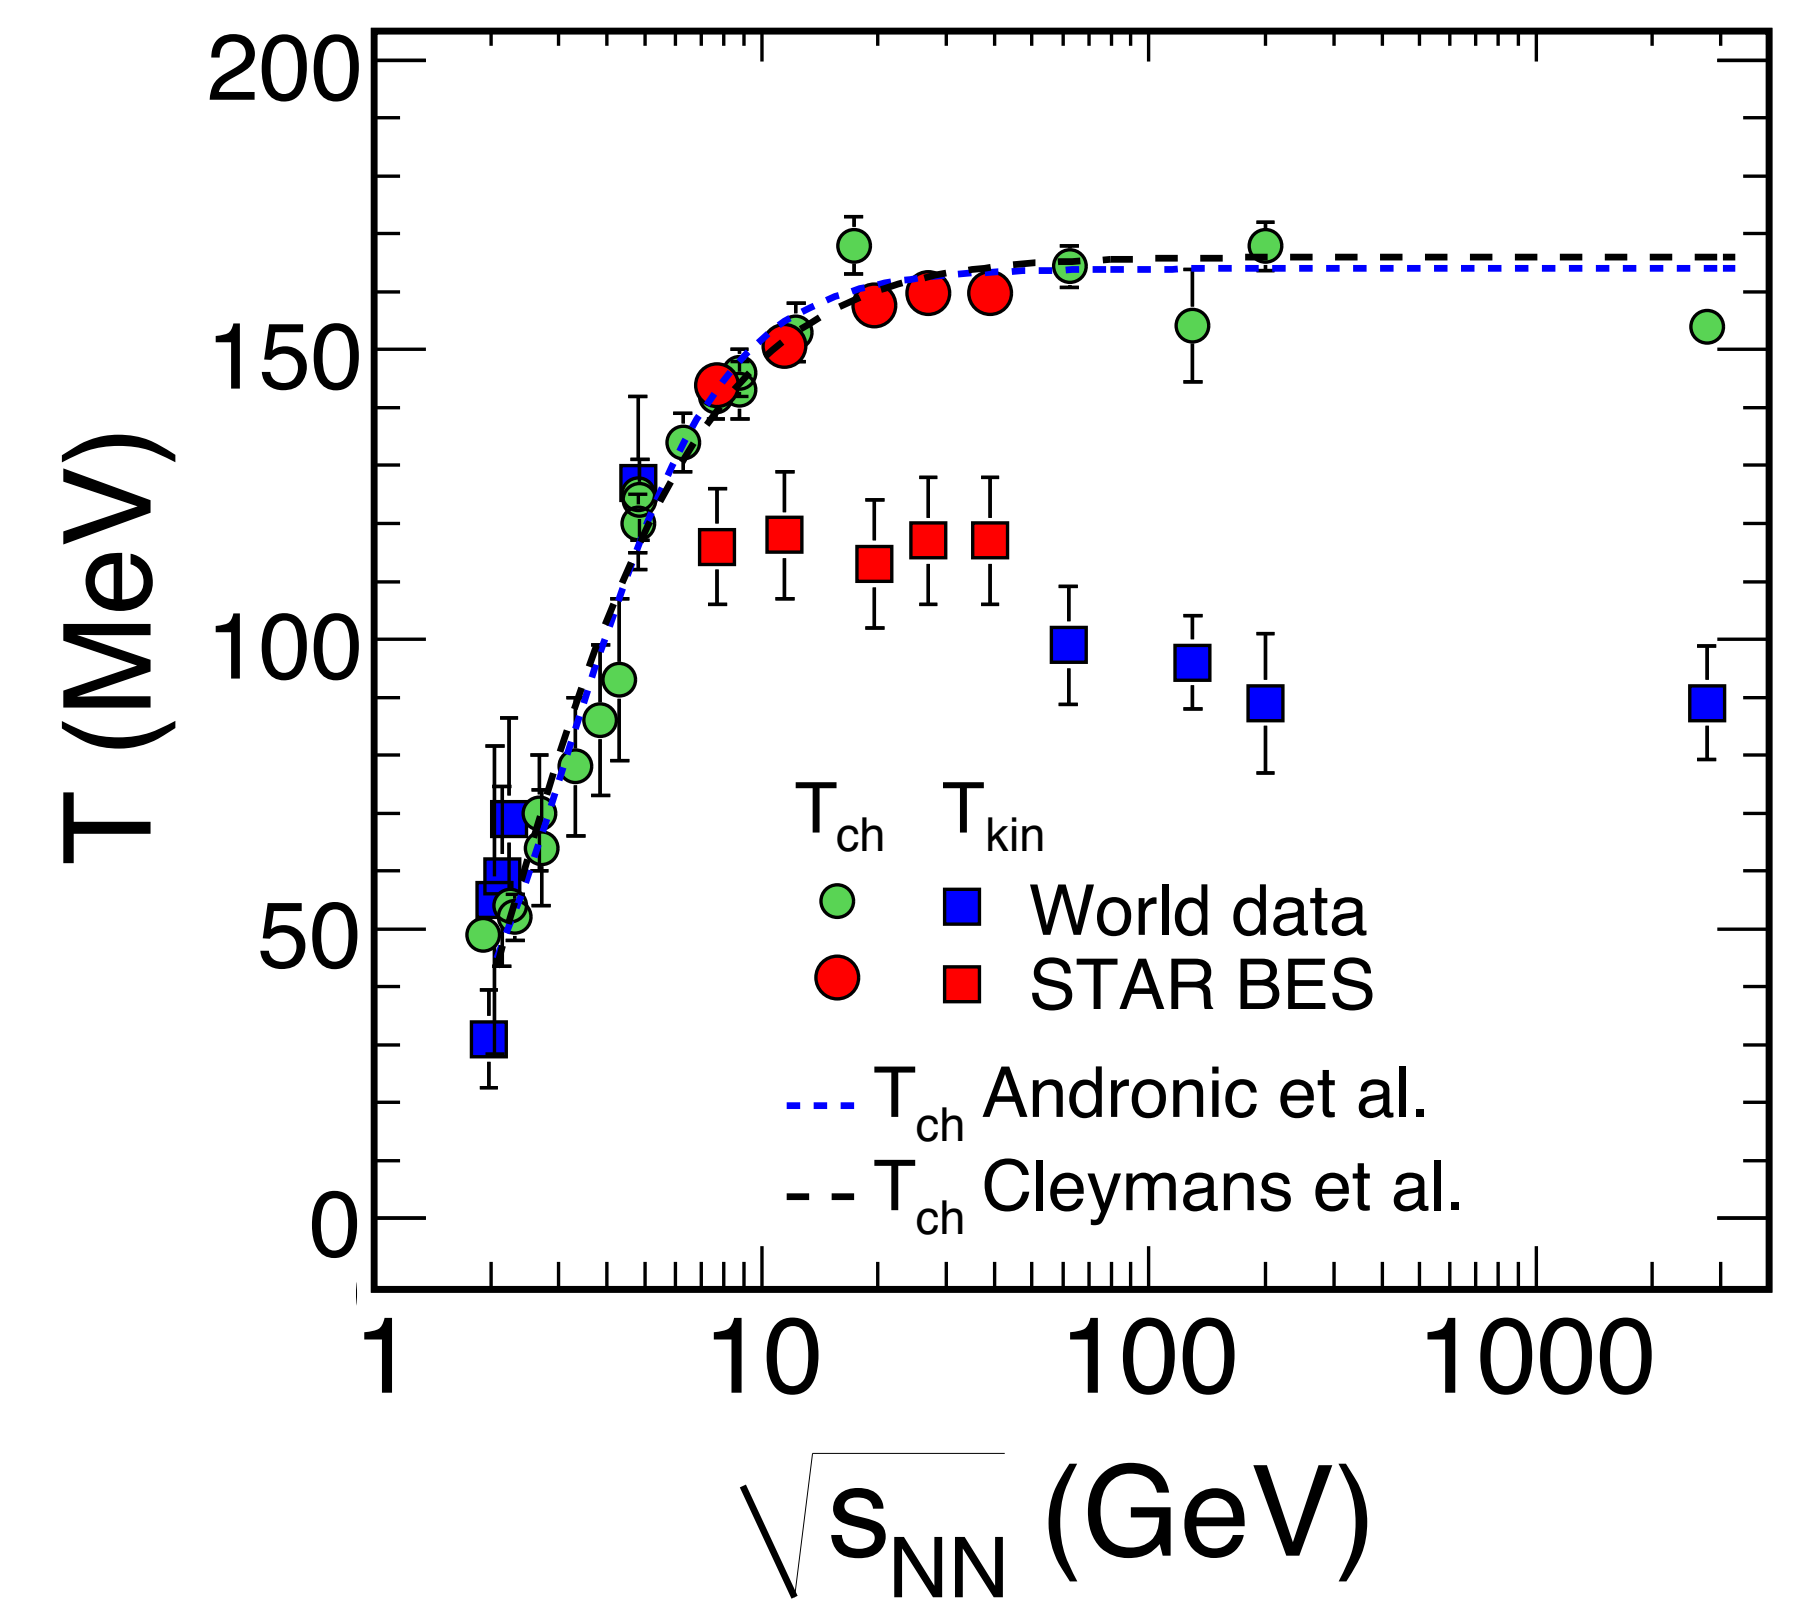 200
150
100
50
0
T (MeV)
T_ch T_kin
World data
STAR BES
T_ch Andronic et al.
T_ch Cleymans et al.
1 10 100 1000
√s_NN (GeV)